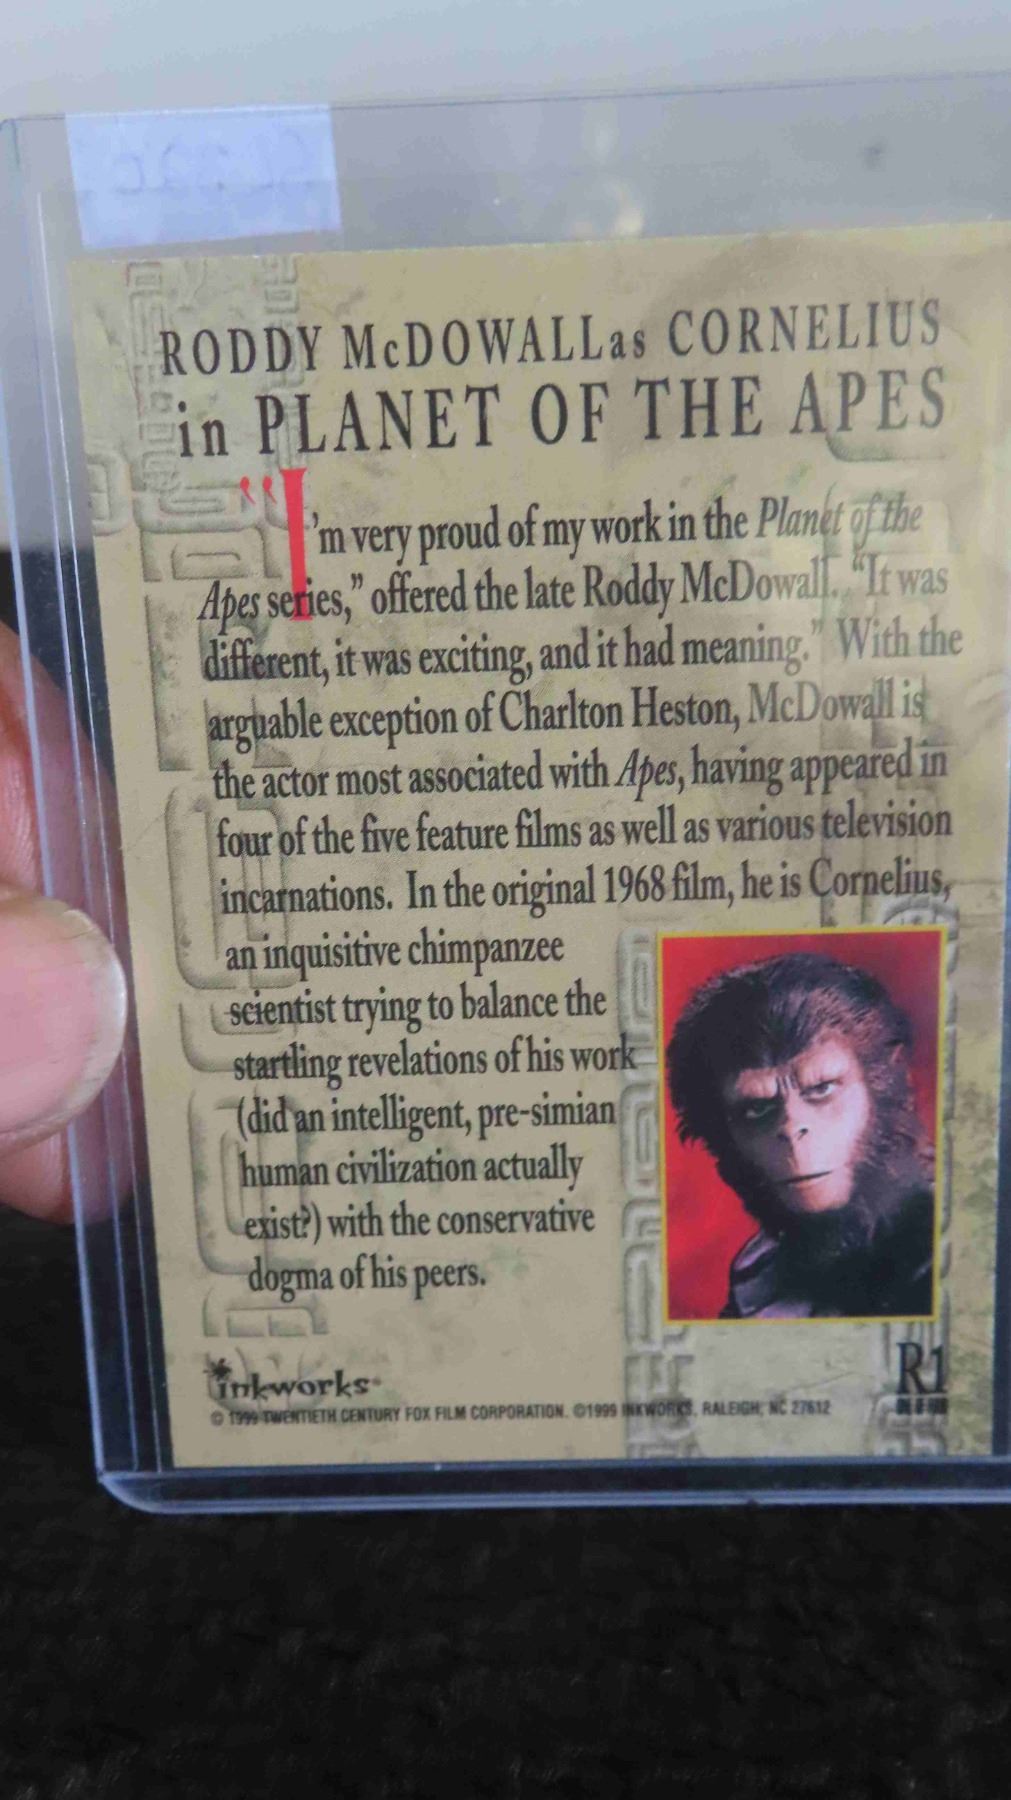 RODDY McDOWALL as CORNELIUS
in PLANET OF THE APES
“I’m very proud of my work in the Planet of the
Apes series,” offered the late Roddy McDowall. “It was
different, it was exciting, and it had meaning.” With the
arguable exception of Charlton Heston, McDowall is
the actor most associated with Apes, having appeared in
four of the five feature films as well as various television
incarnations. In the original 1968 film, he is Cornelius,
an inquisitive chimpanzee
scientist trying to balance the
startling revelations of his work
(did an intelligent, pre-simian
human civilization actually
exist?) with the conservative
dogma of his peers.
inkworks
R1
© 1999 TWENTIETH CENTURY FOX FILM CORPORATION. ©1999 INKWORKS, RALEIGH, NC 27612